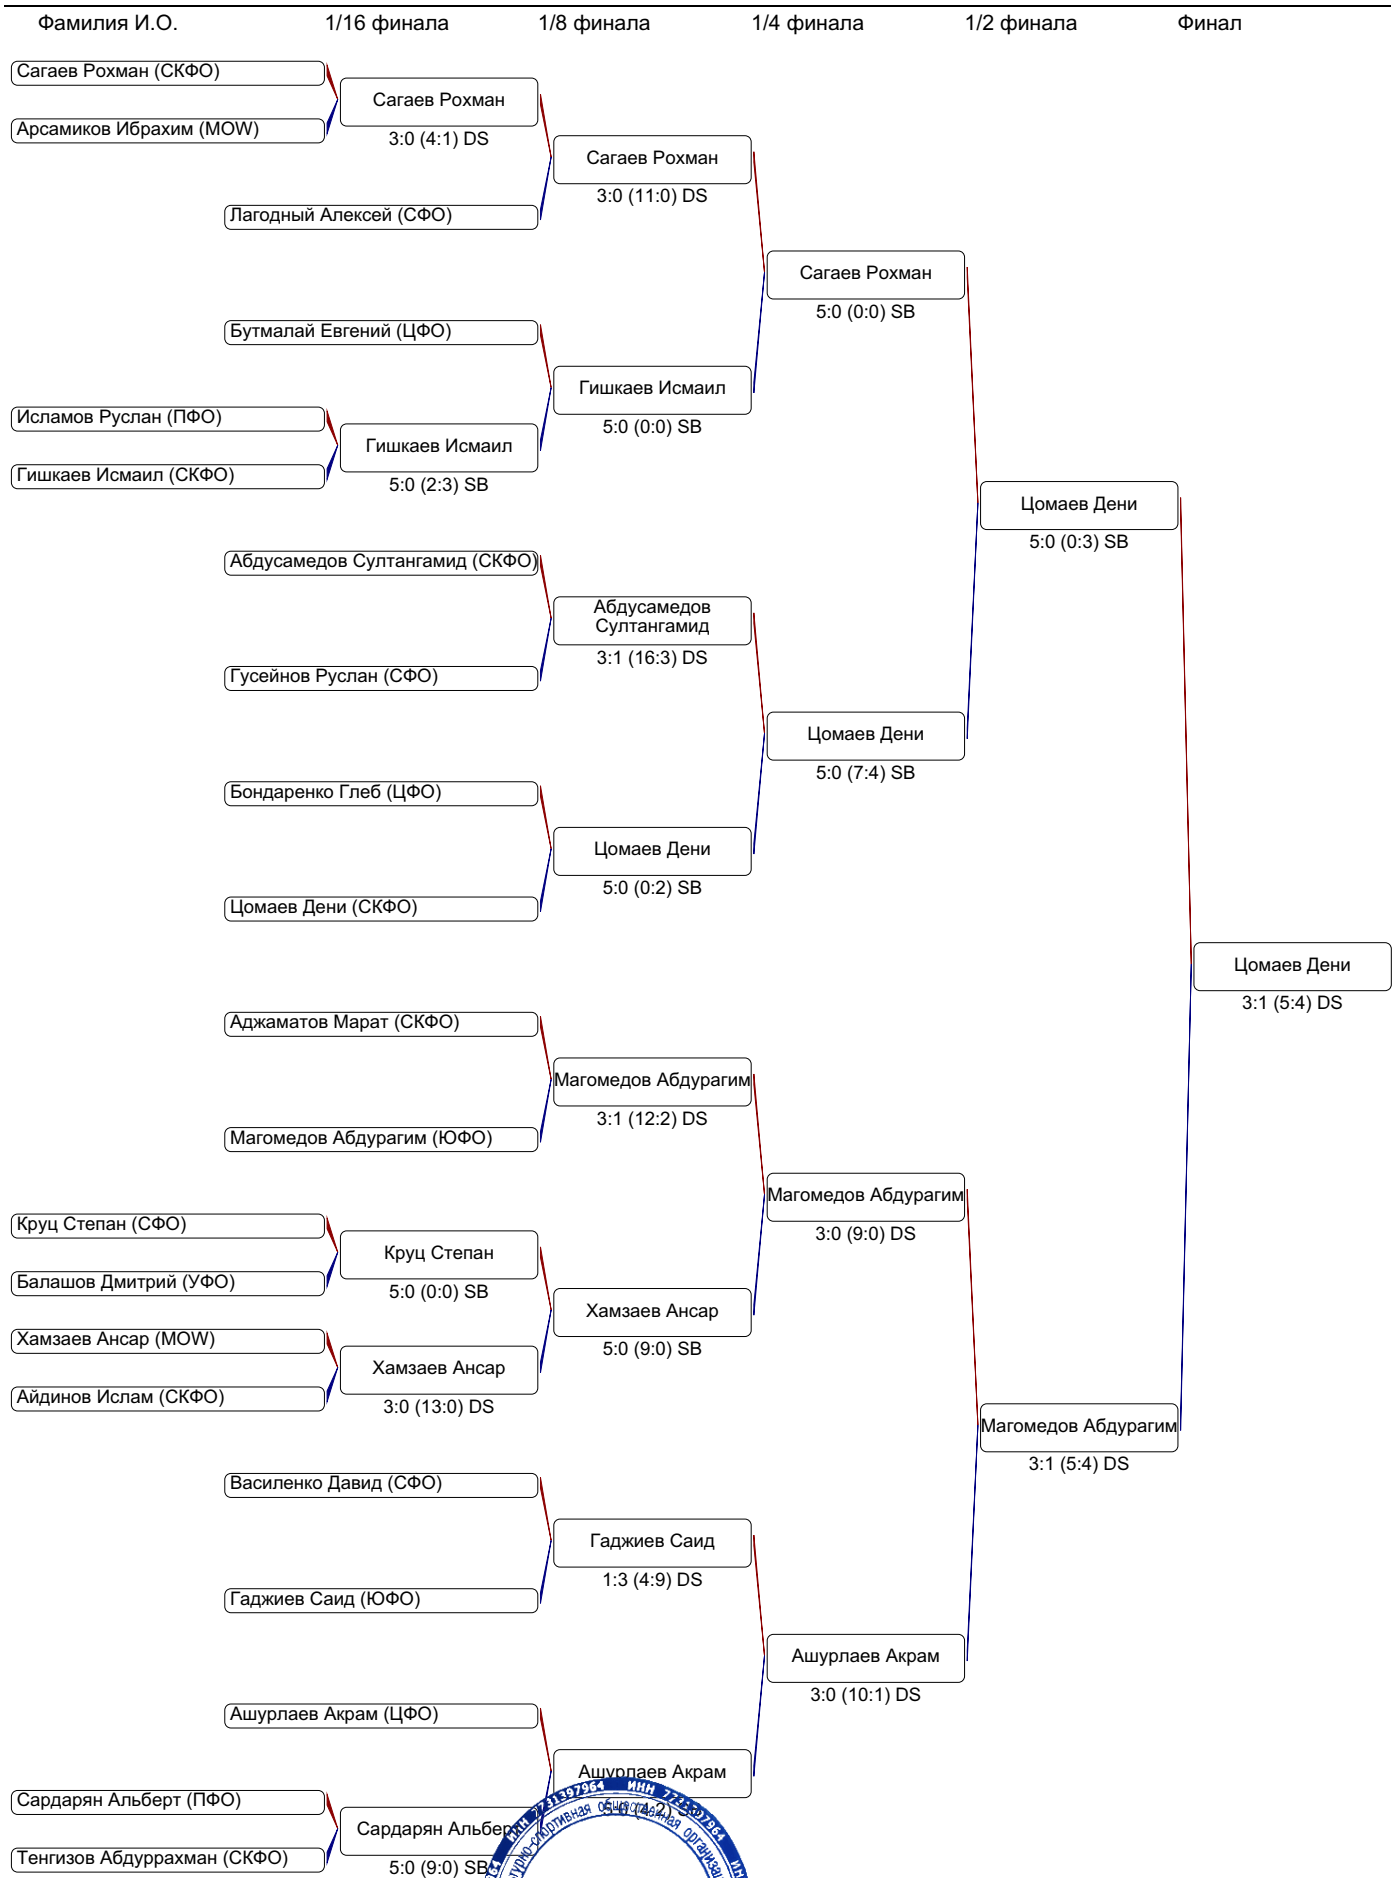 Фамилия И.О. 1/16 финала 1/8 финала 1/4 финала 1/2 финала Финал
Сагаев Рохман (СКФО)
Сагаев Рохман
Арсамиков Ибрахим (MOW)
3:0 (4:1) DS
Сагаев Рохман
3:0 (11:0) DS
Лагодный Алексей (СФО)
Сагаев Рохман
5:0 (0:0) SB
Бутмалай Евгений (ЦФО)
Гишкаев Исмаил
Исламов Руслан (ПФО)
5:0 (0:0) SB
Гишкаев Исмаил
Гишкаев Исмаил (СКФО)
5:0 (2:3) SB
Цомаев Дени
5:0 (0:3) SB
Абдусамедов Султангамид (СКФО)
Абдусамедов
Султангамид
3:1 (16:3) DS
Гусейнов Руслан (СФО)
Цомаев Дени
5:0 (7:4) SB
Бондаренко Глеб (ЦФО)
Цомаев Дени
5:0 (0:2) SB
Цомаев Дени (СКФО)
Цомаев Дени
3:1 (5:4) DS
Аджаматов Марат (СКФО)
Магомедов Абдурагим
3:1 (12:2) DS
Магомедов Абдурагим (ЮФО)
Магомедов Абдурагим
3:0 (9:0) DS
Круц Степан (СФО)
Круц Степан
Балашов Дмитрий (УФО)
5:0 (0:0) SB
Хамзаев Ансар
Хамзаев Ансар (MOW)
5:0 (9:0) SB
Хамзаев Ансар
Айдинов Ислам (СКФО)
3:0 (13:0) DS
Магомедов Абдурагим
3:1 (5:4) DS
Василенко Давид (СФО)
Гаджиев Саид
1:3 (4:9) DS
Гаджиев Саид (ЮФО)
Ашурлаев Акрам
3:0 (10:1) DS
Ашурлаев Акрам (ЦФО)
Ашурлаев Акрам
Сардарян Альберт (ПФО)
5:0 (4:2) SB
Сардарян Альберт
Тенгизов Абдуррахман (СКФО)
5:0 (9:0) SB
ИНН 7731397964